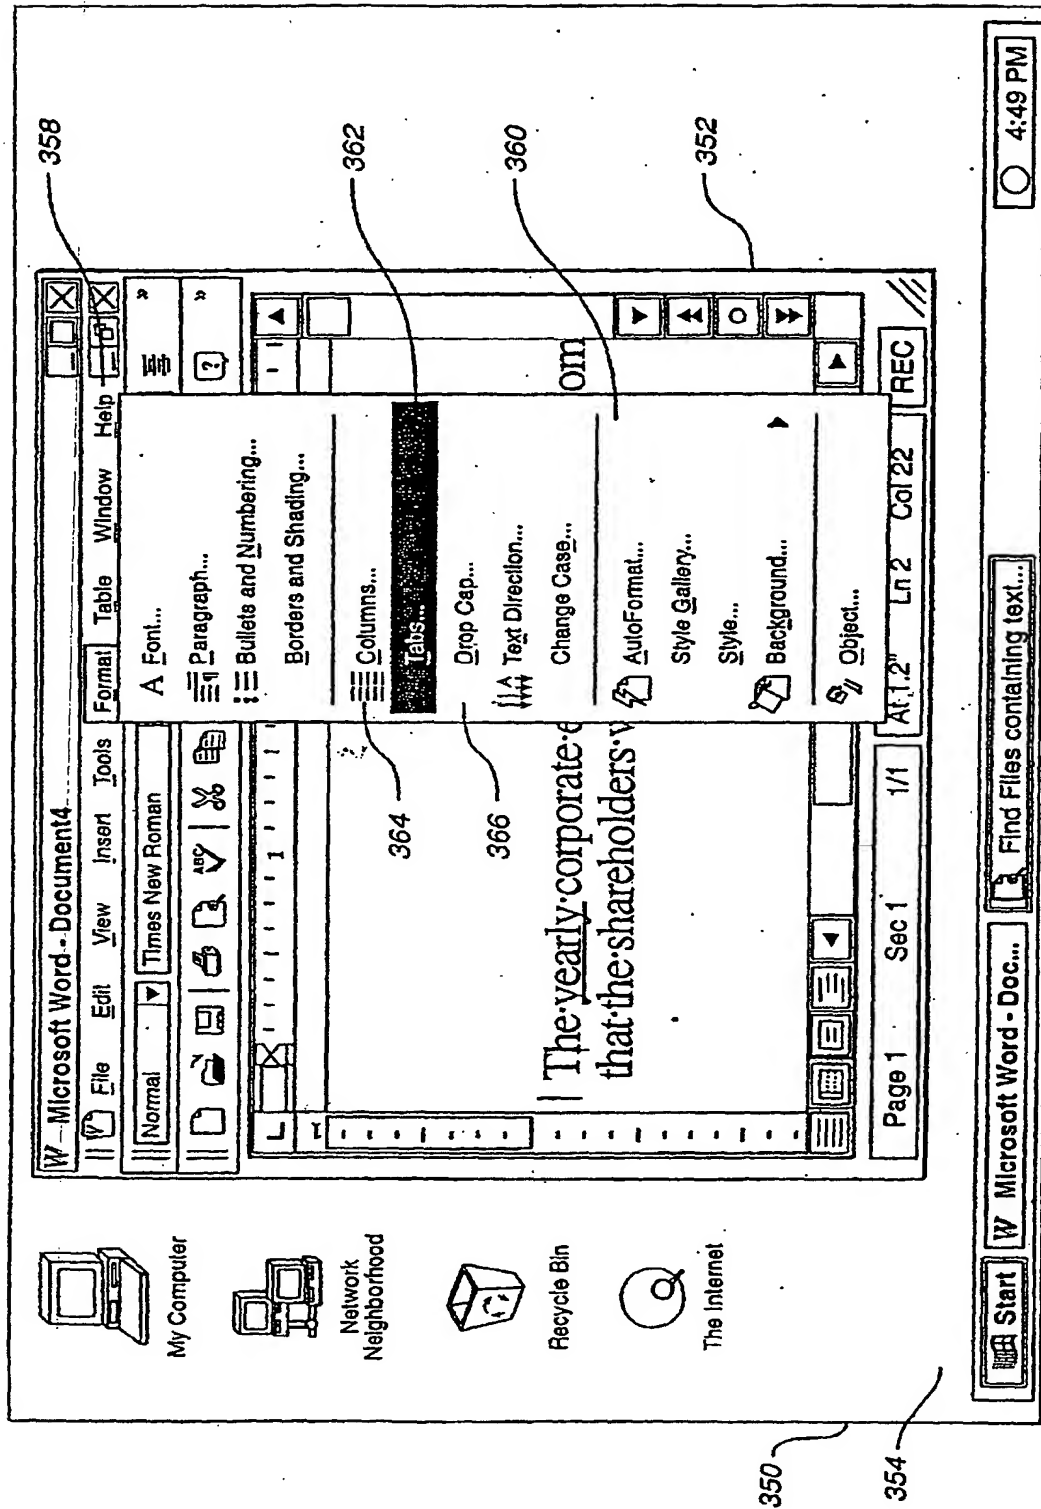 W Microsoft Word - Document4
File Edit View Insert Format Table Window Help
Tools
Normal
Times New Roman
ABC
1
A Font...
Paragraph...
Bullets and Numbering...
Borders and Shading...
Columns...
Tabs...
Drop Cap...
Text Direction...
Change Case...
AutoFormat...
Style Gallery...
Style...
Background...
Object...
The·yearly·corporate·e
om
that·the·shareholders·v
Page 1 Sec 1 1/1 At 1.2" Ln 2 Col 22 REC
My Computer
Network
Neighborhood
Recycle Bin
The Internet
Start
W Microsoft Word - Doc...
Find Files containing text...
4:49 PM
358
362
360
352
364
366
350
354